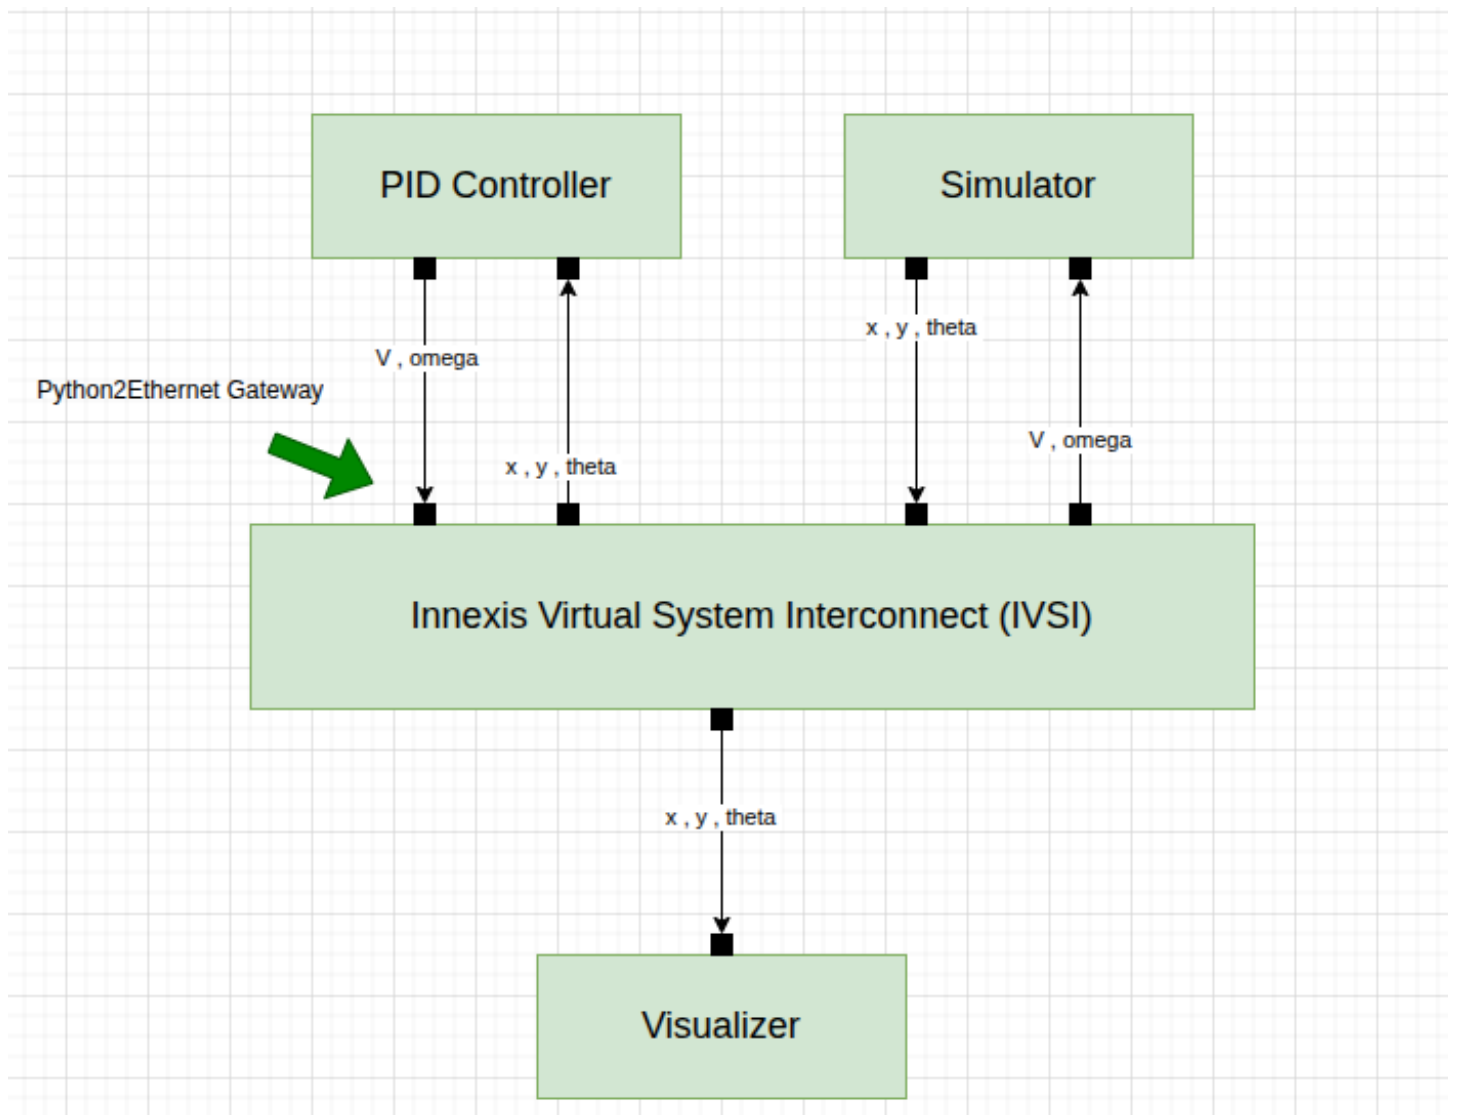 PID Controller
Simulator
x , y , theta
V , omega
Python2Ethernet Gateway
V , omega
x , y , theta
Innexis Virtual System Interconnect (IVSI)
x , y , theta
Visualizer